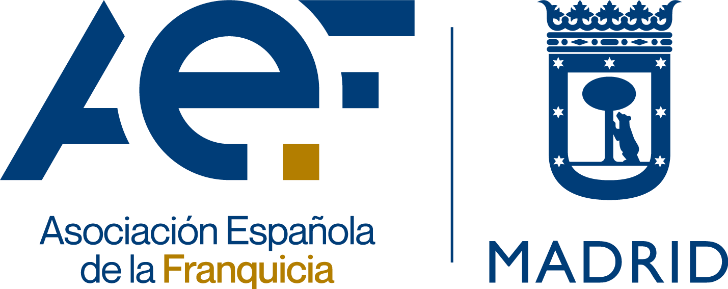 AeF
Asociación Española
de la Franquicia
MADRID